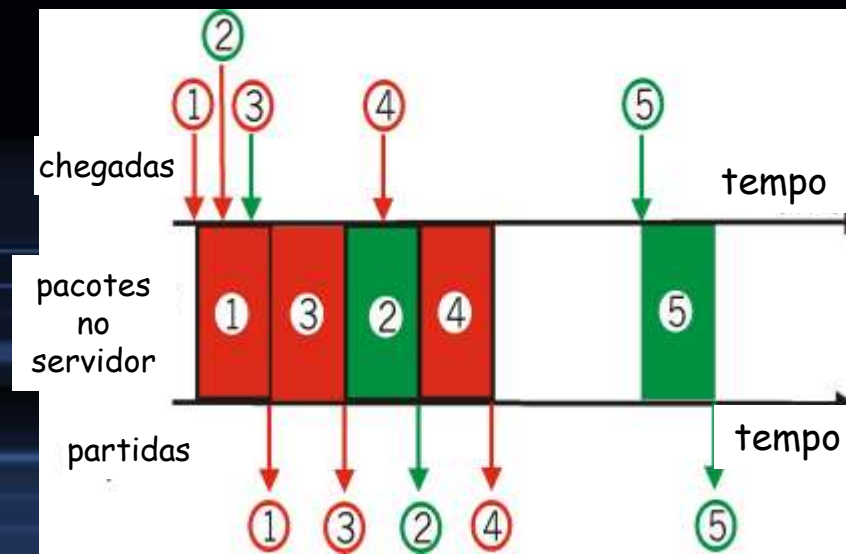 2
1 3 4 5
chegadas
tempo
pacotes
no
servidor
1 3 2 4 5
partidas
tempo
1 3 2 4 5